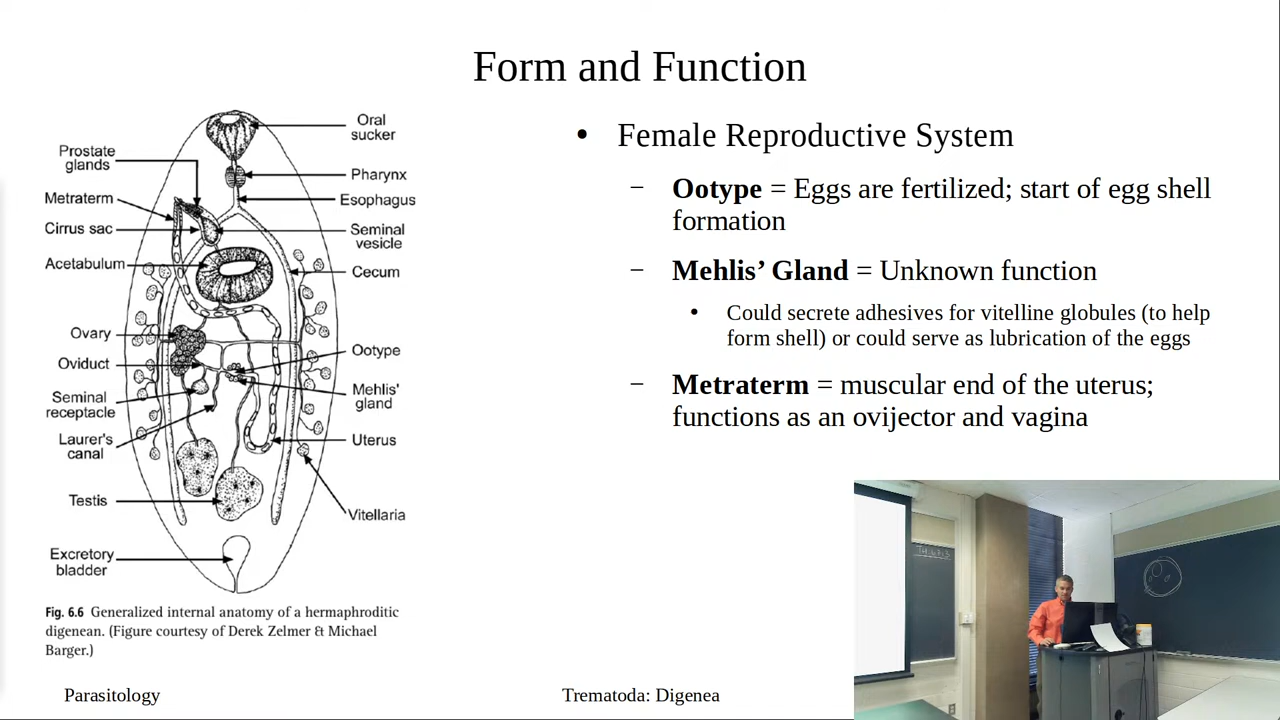 Form and Function
Oral
sucker
Prostate
glands
Pharynx
Metraterm
Esophagus
Cirrus sac
Seminal
vesicle
Acetabulum
Cecum
Ovary
Ootype
Oviduct
Mehlis'
gland
Seminal
receptacle
Laurer's
canal
Uterus
Testis
Vitellaria
Excretory
bladder
Fig. 6.6 Generalized internal anatomy of a hermaphroditic
digenean. (Figure courtesy of Derek Zelmer & Michael
Barger.)
• Female Reproductive System
– Ootype = Eggs are fertilized; start of egg shell
formation
– Mehlis’ Gland = Unknown function
• Could secrete adhesives for vitelline globules (to help
form shell) or could serve as lubrication of the eggs
– Metraterm = muscular end of the uterus;
functions as an ovijector and vagina
Parasitology
Trematoda: Digenea